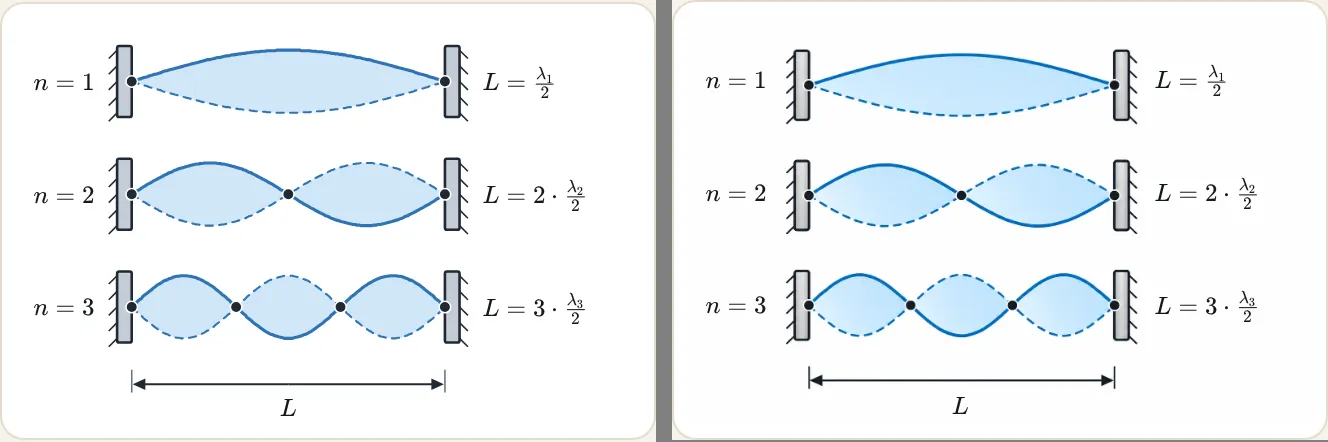 n = 1
L = λ₁/2
n = 2
L = 2 · λ₂/2
n = 3
L = 3 · λ₃/2
L
n = 1
L = λ₁/2
n = 2
L = 2 · λ₂/2
n = 3
L = 3 · λ₃/2
L